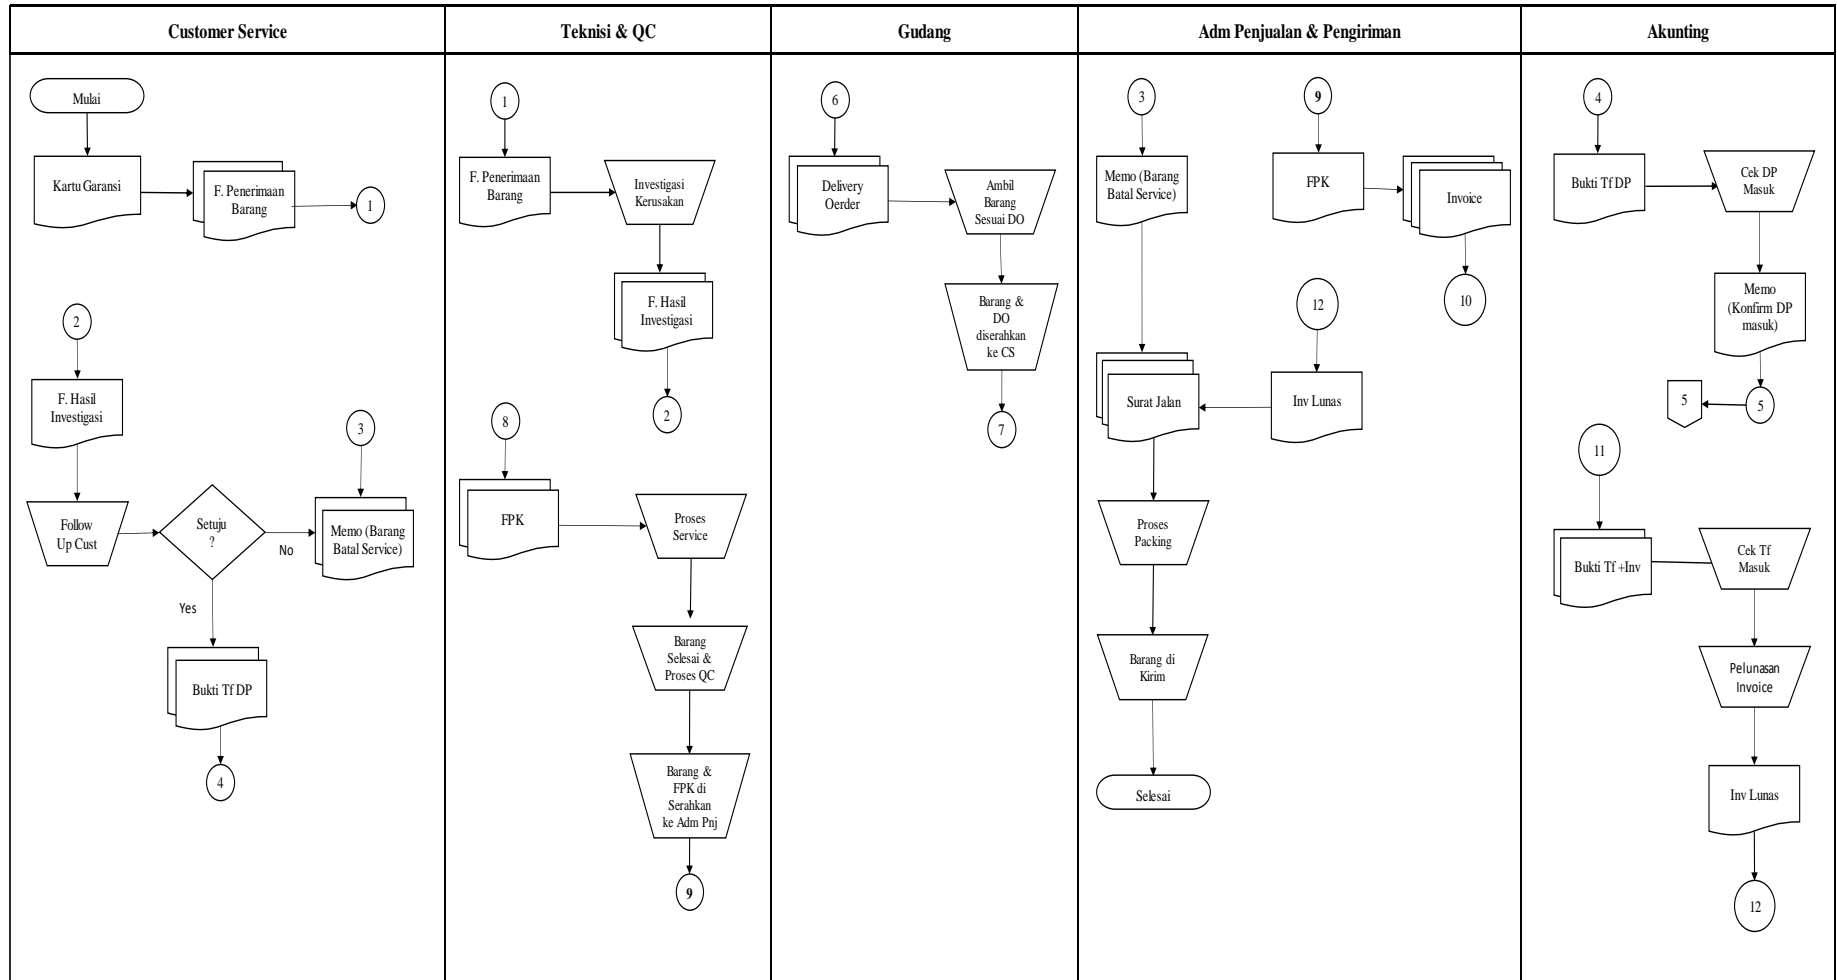 Customer Service
Teknisi & QC
Gudang
Adm Penjualan & Pengiriman
Akunting
Mulai
Kartu Garansi
F. Penerimaan
Barang
1
2
F. Hasil
Investigasi
Follow
Up Cust
Setuju
?
No
Yes
3
Memo (Barang
Batal Service)
Bukti Tf DP
4
1
F. Penerimaan
Barang
Investigasi
Kerusakan
F. Hasil
Investigasi
2
8
FPK
Proses
Service
Barang
Selesai &
Proses QC
Barang &
FPK di
Serahkan
ke Adm Pnj
9
6
Delivery
Oerder
Ambil
Barang
Sesuai DO
Barang &
DO
diserahkan
ke CS
7
3
Memo (Barang
Batal Service)
9
FPK
Invoice
10
12
Inv Lunas
Surat Jalan
Proses
Packing
Barang di
Kirim
Selesai
4
Bukti Tf DP
Cek DP
Masuk
Memo
(Konfirm DP
masuk)
5
5
11
Bukti Tf +Inv
Cek Tf
Masuk
Pelunasan
Invoice
Inv Lunas
12